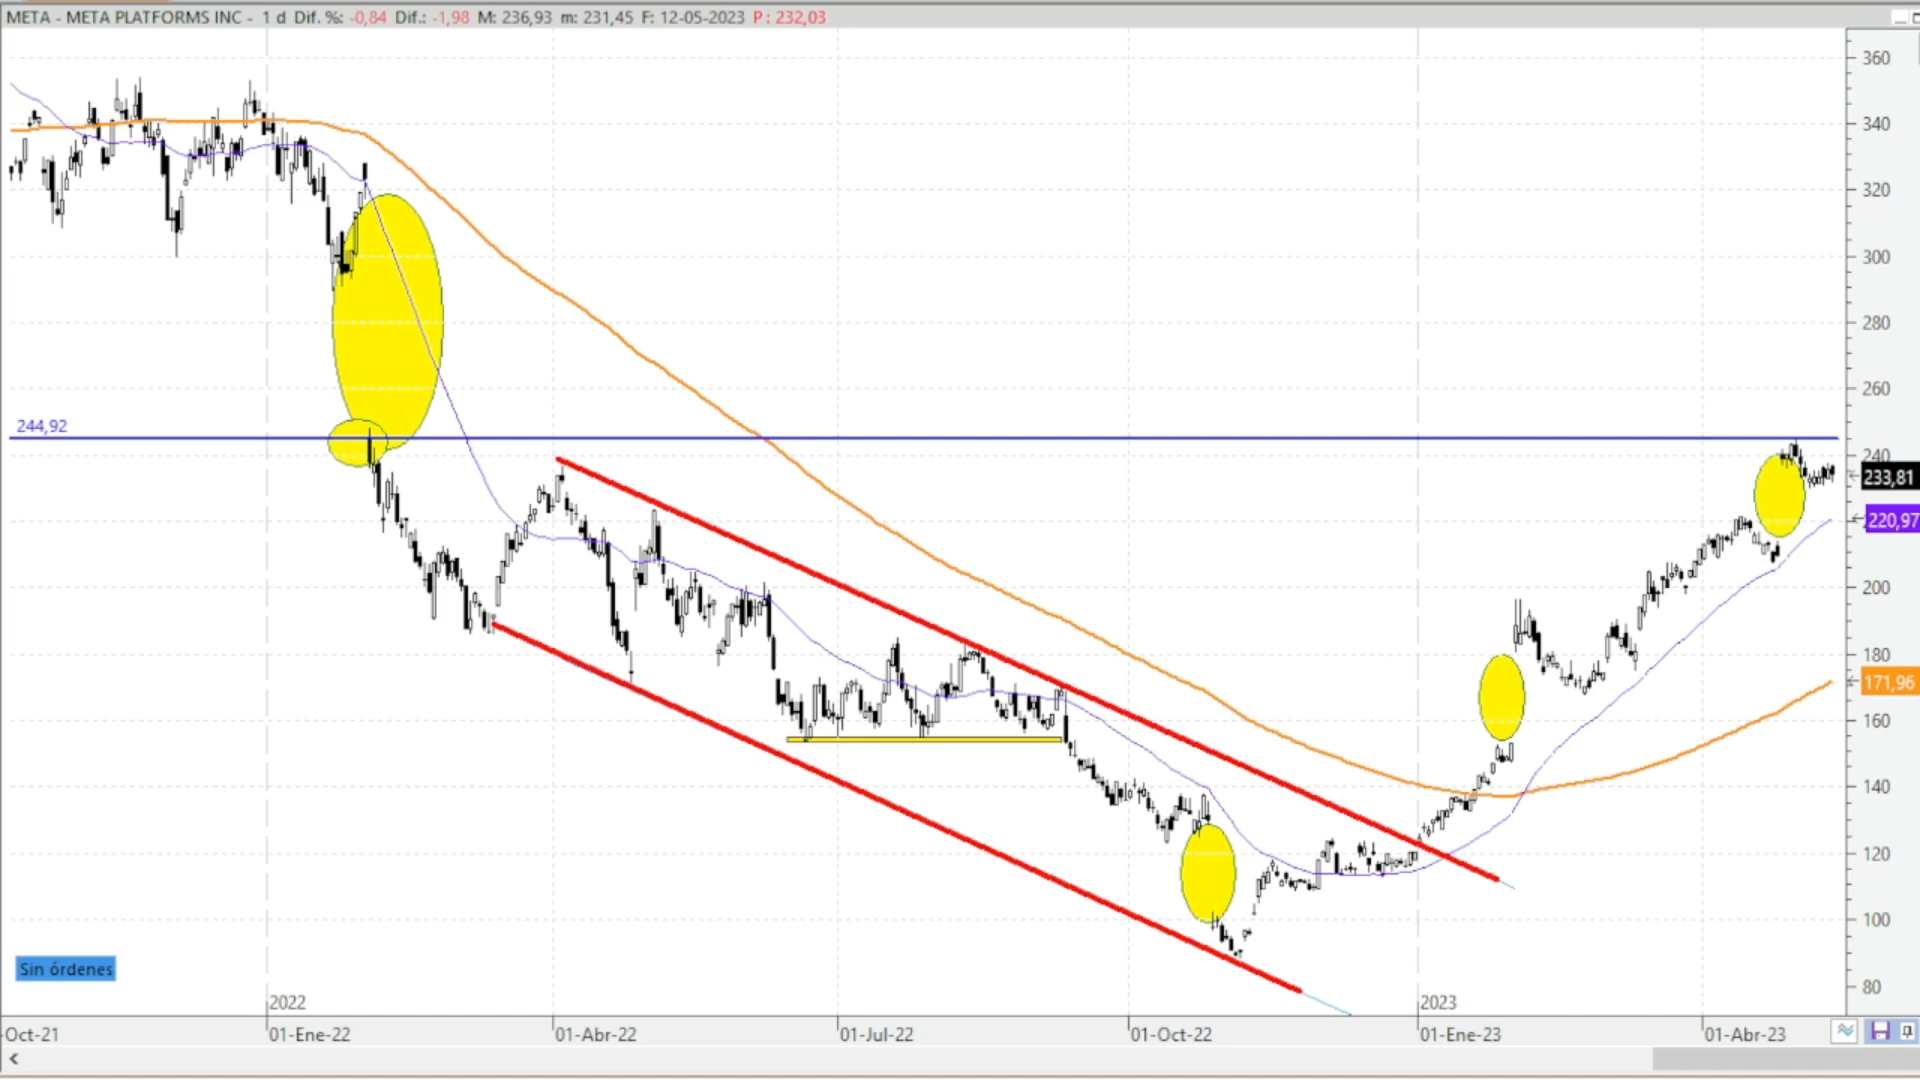 META - META PLATFORMS INC - 1 d Dif. %: -0,84 Dif.: -1,98 M: 236,93 m: 231,45 F: 12-05-2023 P: 232,03
360
340
320
300
280
260
244,92
240
233,81
220,97
200
180
171,96
160
140
120
100
80
Sin órdenes
2022
2023
-Oct-21
01-Ene-22
01-Abr-22
01-Jul-22
01-Oct-22
01-Ene-23
01-Abr-23